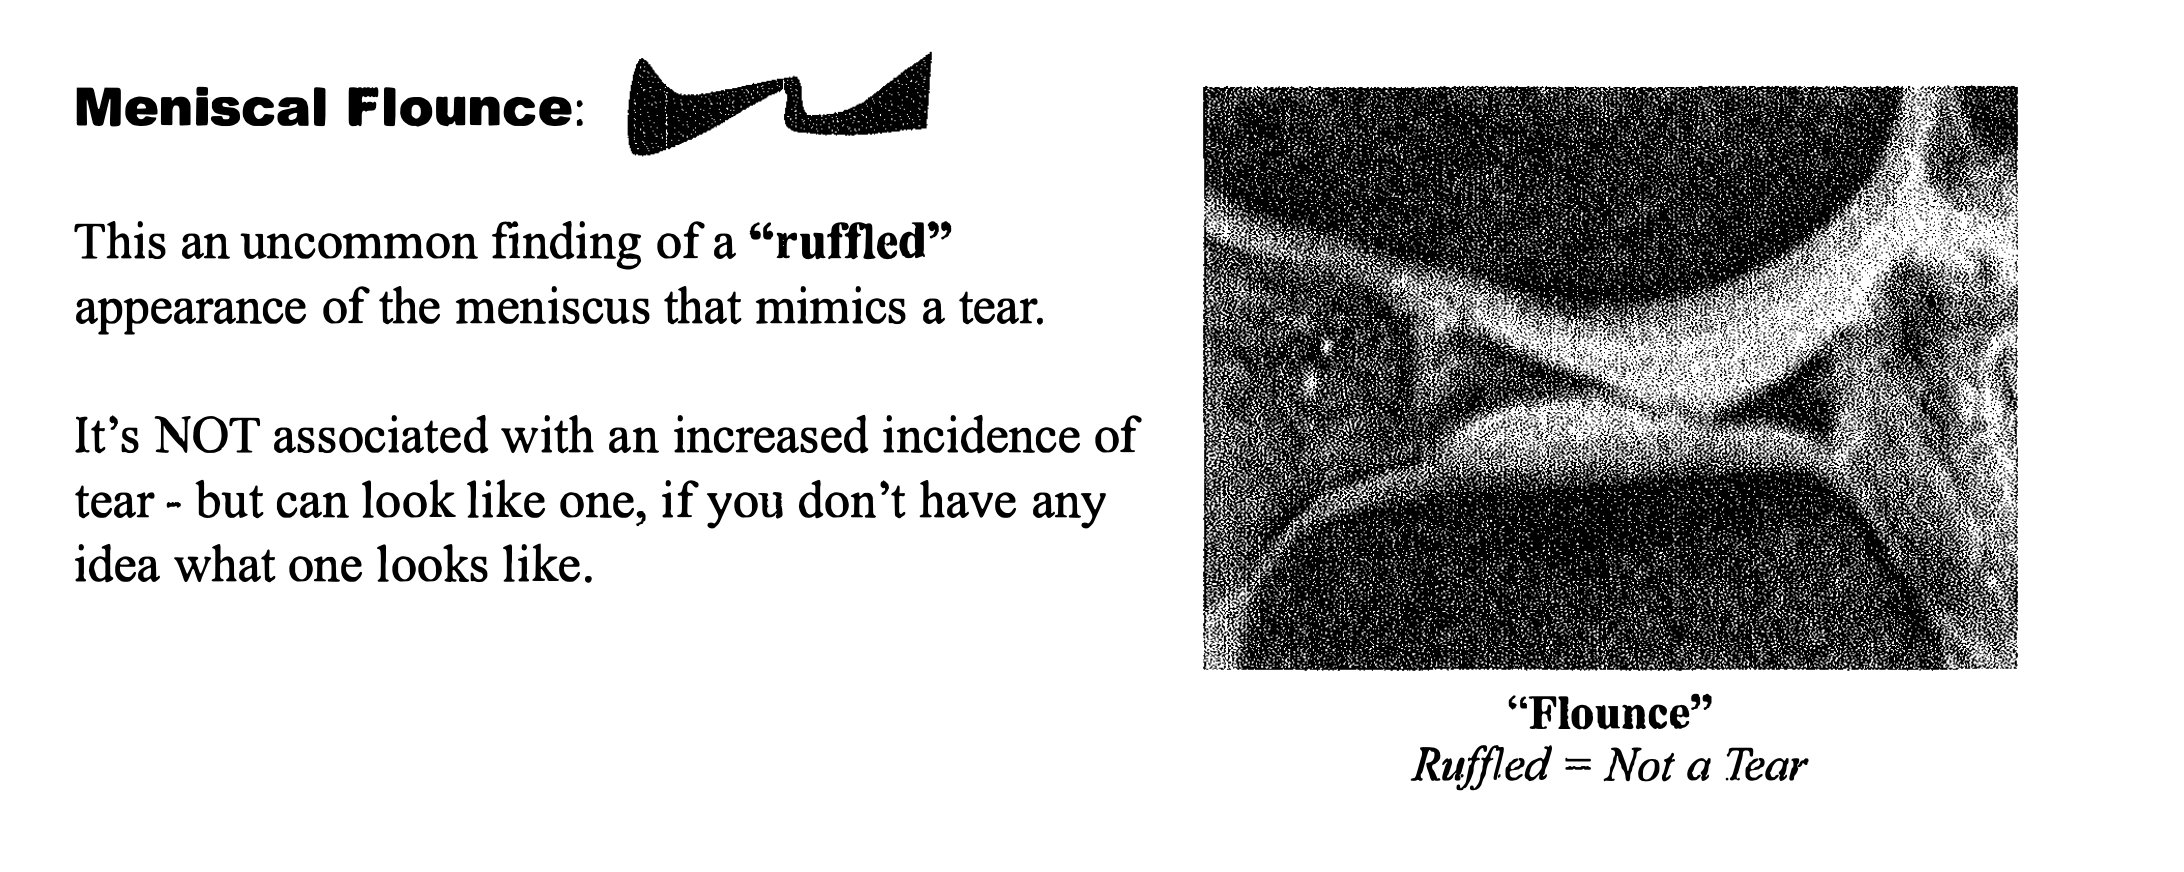 Meniscal Flounce:
This an uncommon finding of a “ruffled”
appearance of the meniscus that mimics a tear.
It’s NOT associated with an increased incidence of
tear - but can look like one, if you don’t have any
idea what one looks like.
“Flounce”
Ruffled = Not a Tear